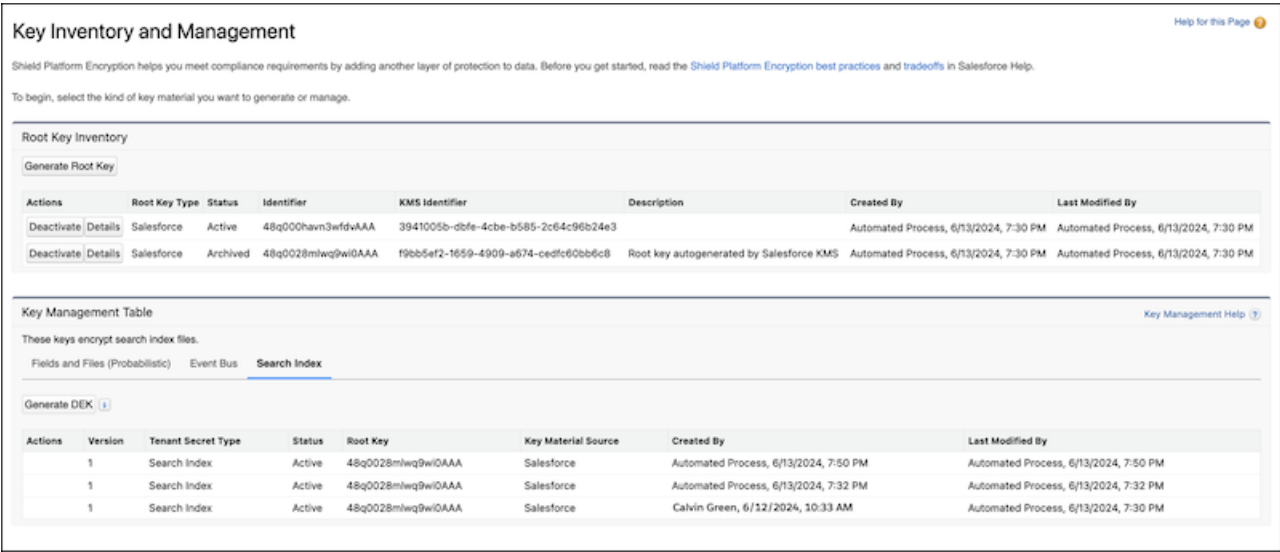 Key Inventory and Management
Help for this Page
Shield Platform Encryption helps you meet compliance requirements by adding another layer of protection to data. Before you get started, read the Shield Platform Encryption best practices and tradeoffs in Salesforce Help.
To begin, select the kind of key material you want to generate or manage.
Root Key Inventory
Generate Root Key
Actions Root Key Type Status Identifier KMS Identifier Description Created By Last Modified By
Deactivate Details Salesforce Active 48q000havn3wfdvAAA 3941005b-dbfe-4cbe-b585-2c64c96b24e3 Automated Process, 6/13/2024, 7:30 PM Automated Process, 6/13/2024, 7:30 PM
Deactivate Details Salesforce Archived 48q0028mlwq9wi0AAA f9bb5ef2-1659-4909-a674-cedfc60bb6c8 Root key autogenerated by Salesforce KMS Automated Process, 6/13/2024, 7:30 PM Automated Process, 6/13/2024, 7:30 PM
Key Management Table
Key Management Help ?
These keys encrypt search index files.
Fields and Files (Probabilistic) Event Bus Search Index
Generate DEK i
Actions Version Tenant Secret Type Status Root Key Key Material Source Created By Last Modified By
1 Search Index Active 48q0028mlwq9wi0AAA Salesforce Automated Process, 6/13/2024, 7:50 PM Automated Process, 6/13/2024, 7:50 PM
1 Search Index Active 48q0028mlwq9wi0AAA Salesforce Automated Process, 6/13/2024, 7:32 PM Automated Process, 6/13/2024, 7:32 PM
1 Search Index Active 48q0028mlwq9wi0AAA Salesforce Calvin Green, 6/12/2024, 10:33 AM Automated Process, 6/13/2024, 7:30 PM